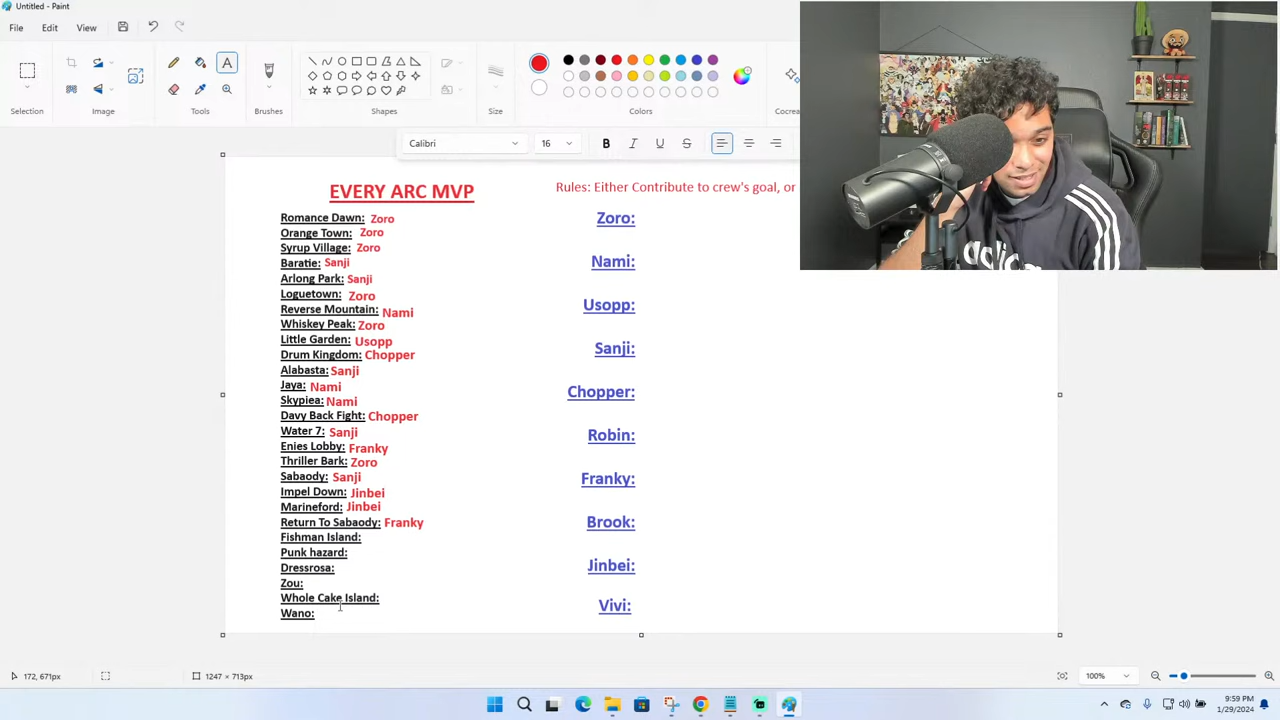 Untitled - Paint
File
Edit
View
Selection
Image
Tools
Brushes
Shapes
Size
Colors
Calibri
16
EVERY ARC MVP
Rules: Either Contribute to crew's goal, or
Romance Dawn: Zoro
Orange Town: Zoro
Syrup Village: Zoro
Baratie: Sanji
Arlong Park: Sanji
Loguetown: Zoro
Reverse Mountain: Nami
Whiskey Peak: Zoro
Little Garden: Usopp
Drum Kingdom: Chopper
Alabasta: Sanji
Jaya: Nami
Skypiea: Nami
Davy Back Fight: Chopper
Water 7: Sanji
Enies Lobby: Franky
Thriller Bark: Zoro
Sabaody: Sanji
Impel Down: Jinbei
Marineford: Jinbei
Return To Sabaody: Franky
Fishman Island:
Punk hazard:
Dressrosa:
Zou:
Whole Cake Island:
Wano:
Zoro:
Nami:
Usopp:
Sanji:
Chopper:
Robin:
Franky:
Brook:
Jinbei:
Vivi:
172, 671px
1247 × 713px
100%
9:59 PM
1/29/2024